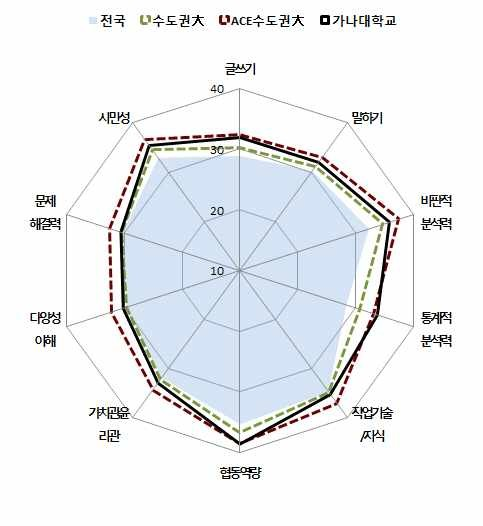 전국 수도권大 ACE수도권大 가나대학교
글쓰기
40
시민성
말하기
30
문제
해결력
비판적
분석력
20
10
다양성
이해
통계적
분석력
가치관윤
리관
직업기술
/지식
협동역량